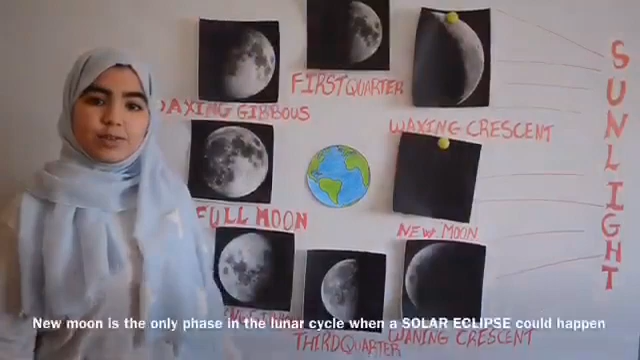 FIRST QUARTER
WAXING GIBBOUS
WAXING CRESCENT
FULL MOON
NEW MOON
SUNLIGHT
New moon is the only phase in the lunar cycle when a SOLAR ECLIPSE could happen
THIRD QUARTER
WANING CRESCENT